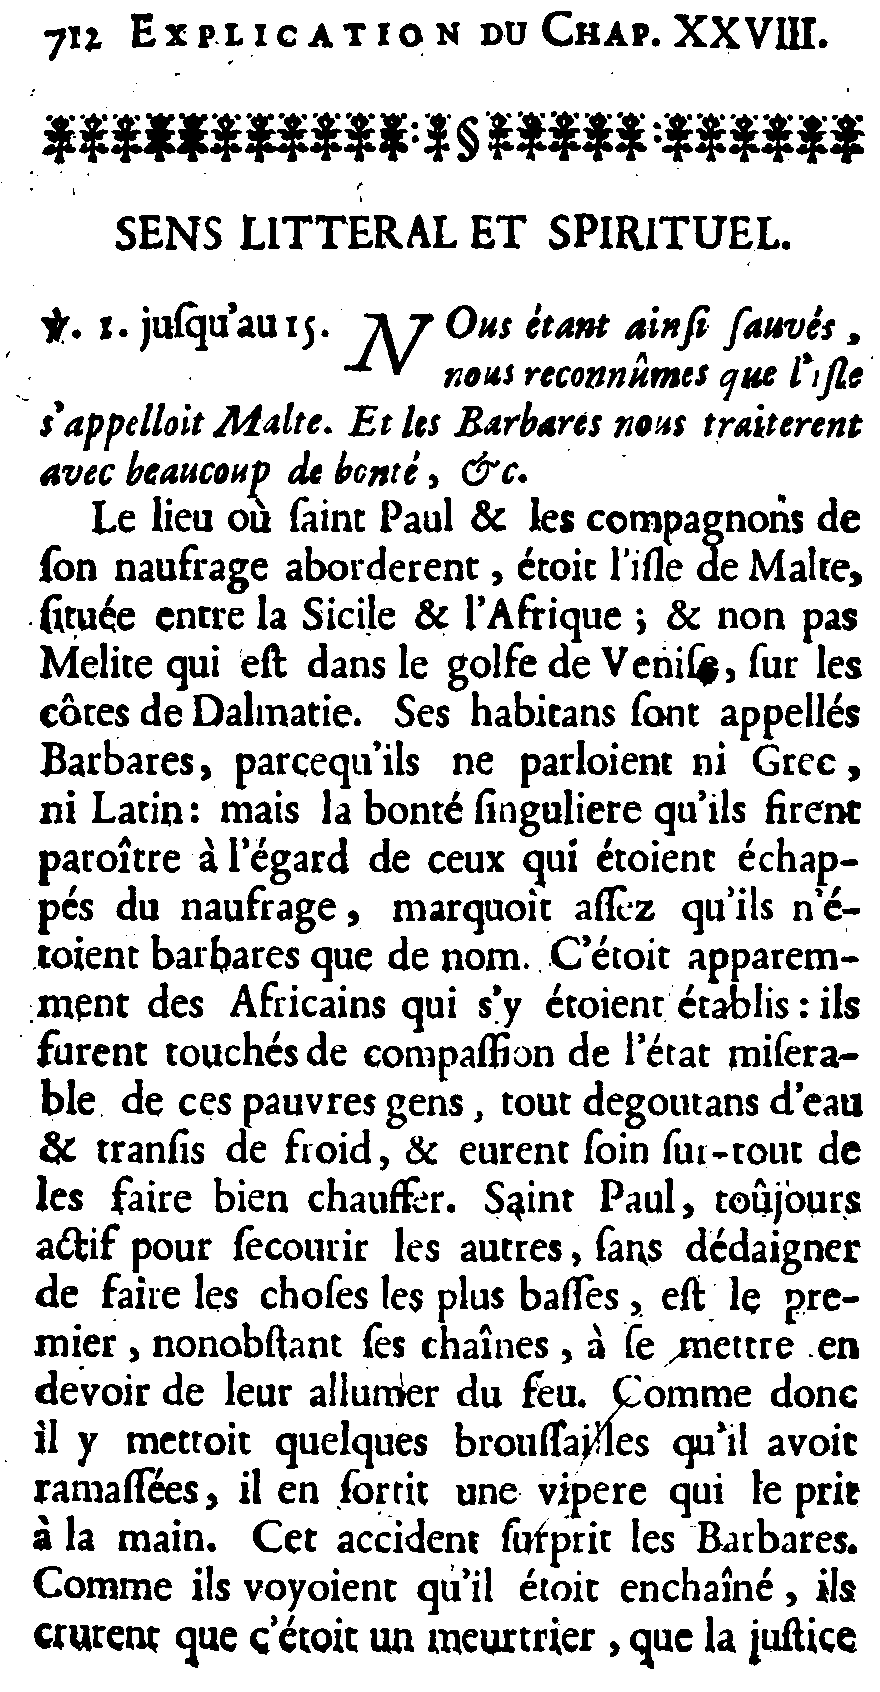 712 EXPLICATION DU CHAP. XXVIII.
SENS LITTERAL ET SPIRITUEL.
℣. 1. juſqu'au 15. NOus étant ainſi ſauvés,
nous reconnûmes que l'iſle
s'appelloit Malte. Et les Barbares nous traiterent
avec beaucoup de bonté, &c.
Le lieu où ſaint Paul & les compagnons de
ſon naufrage aborderent, étoit l'iſle de Malte,
ſituée entre la Sicile & l'Afrique; & non pas
Melite qui eſt dans le golfe de Veniſe, ſur les
côtes de Dalmatie. Ses habitans ſont appellés
Barbares, parcequ'ils ne parloient ni Grec,
ni Latin: mais la bonté ſinguliere qu'ils firent
paroître à l'égard de ceux qui étoient échap-
pés du naufrage, marquoit aſſez qu'ils n'é-
toient barbares que de nom. C'étoit apparem-
ment des Africains qui s'y étoient établis: ils
furent touchés de compaſſion de l'état miſera-
ble de ces pauvres gens, tout degoutans d'eau
& tranſis de froid, & eurent ſoin ſur-tout de
les faire bien chauffer. Saint Paul, toûjours
actif pour ſecourir les autres, ſans dédaigner
de faire les choſes les plus baſſes, eſt le pre-
mier, nonobſtant ſes chaînes, à ſe mettre en
devoir de leur allumer du feu. Comme donc
il y mettoit quelques brouſſailles qu'il avoit
ramaſſées, il en ſortit une vipere qui le prit
à la main. Cet accident ſurprit les Barbares.
Comme ils voyoient qu'il étoit enchaîné, ils
crurent que c'étoit un meurtrier, que la juſtice